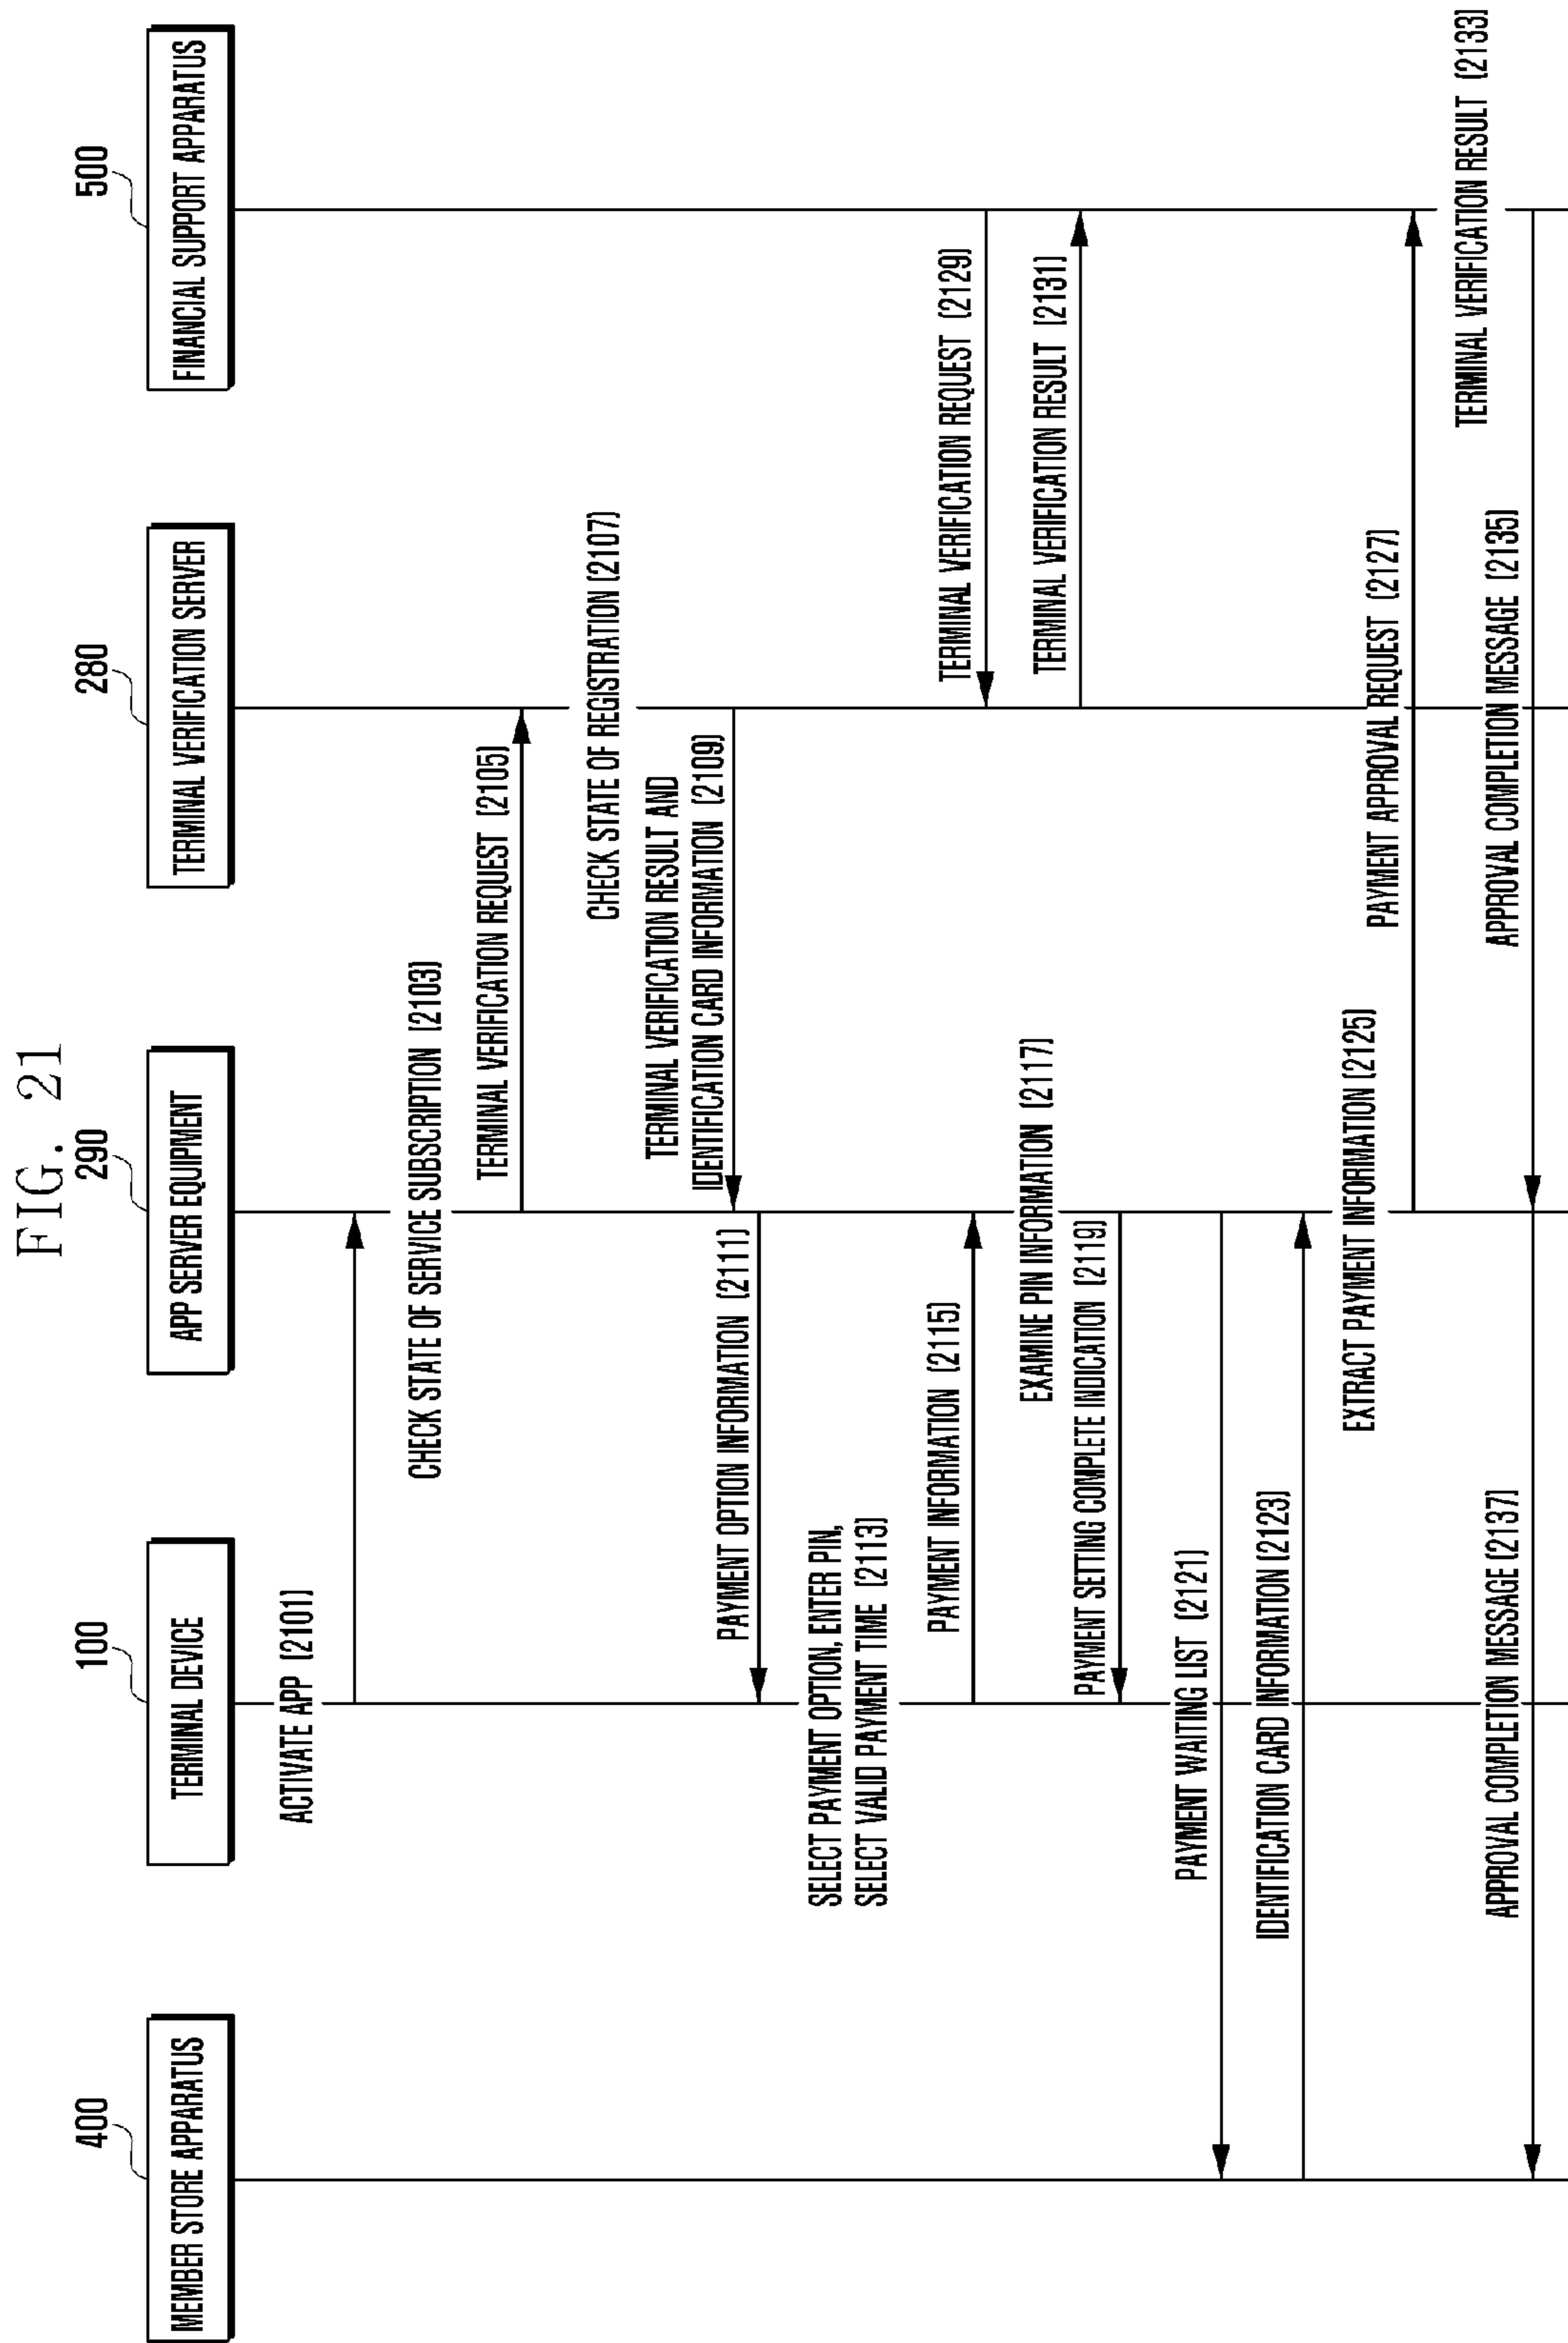 FIG. 21
400
100
290
280
500
MEMBER STORE APPARATUS
TERMINAL DEVICE
APP SERVER EQUIPMENT
TERMINAL VERIFICATION SERVER
FINANCIAL SUPPORT APPARATUS
ACTIVATE APP (2101)
CHECK STATE OF SERVICE SUBSCRIPTION (2103)
TERMINAL VERIFICATION REQUEST (2105)
CHECK STATE OF REGISTRATION (2107)
TERMINAL VERIFICATION RESULT AND
IDENTIFICATION CARD INFORMATION (2109)
PAYMENT OPTION INFORMATION (2111)
SELECT PAYMENT OPTION, ENTER PIN,
SELECT VALID PAYMENT TIME (2113)
PAYMENT INFORMATION (2115)
TERMINAL VERIFICATION REQUEST (2129)
EXAMINE PIN INFORMATION (2117)
TERMINAL VERIFICATION RESULT (2131)
PAYMENT SETTING COMPLETE INDICATION (2119)
PAYMENT WAITING LIST (2121)
IDENTIFICATION CARD INFORMATION (2123)
EXTRACT PAYMENT INFORMATION (2125)
PAYMENT APPROVAL REQUEST (2127)
TERMINAL VERIFICATION RESULT (2133)
APPROVAL COMPLETION MESSAGE (2137)
APPROVAL COMPLETION MESSAGE (2135)